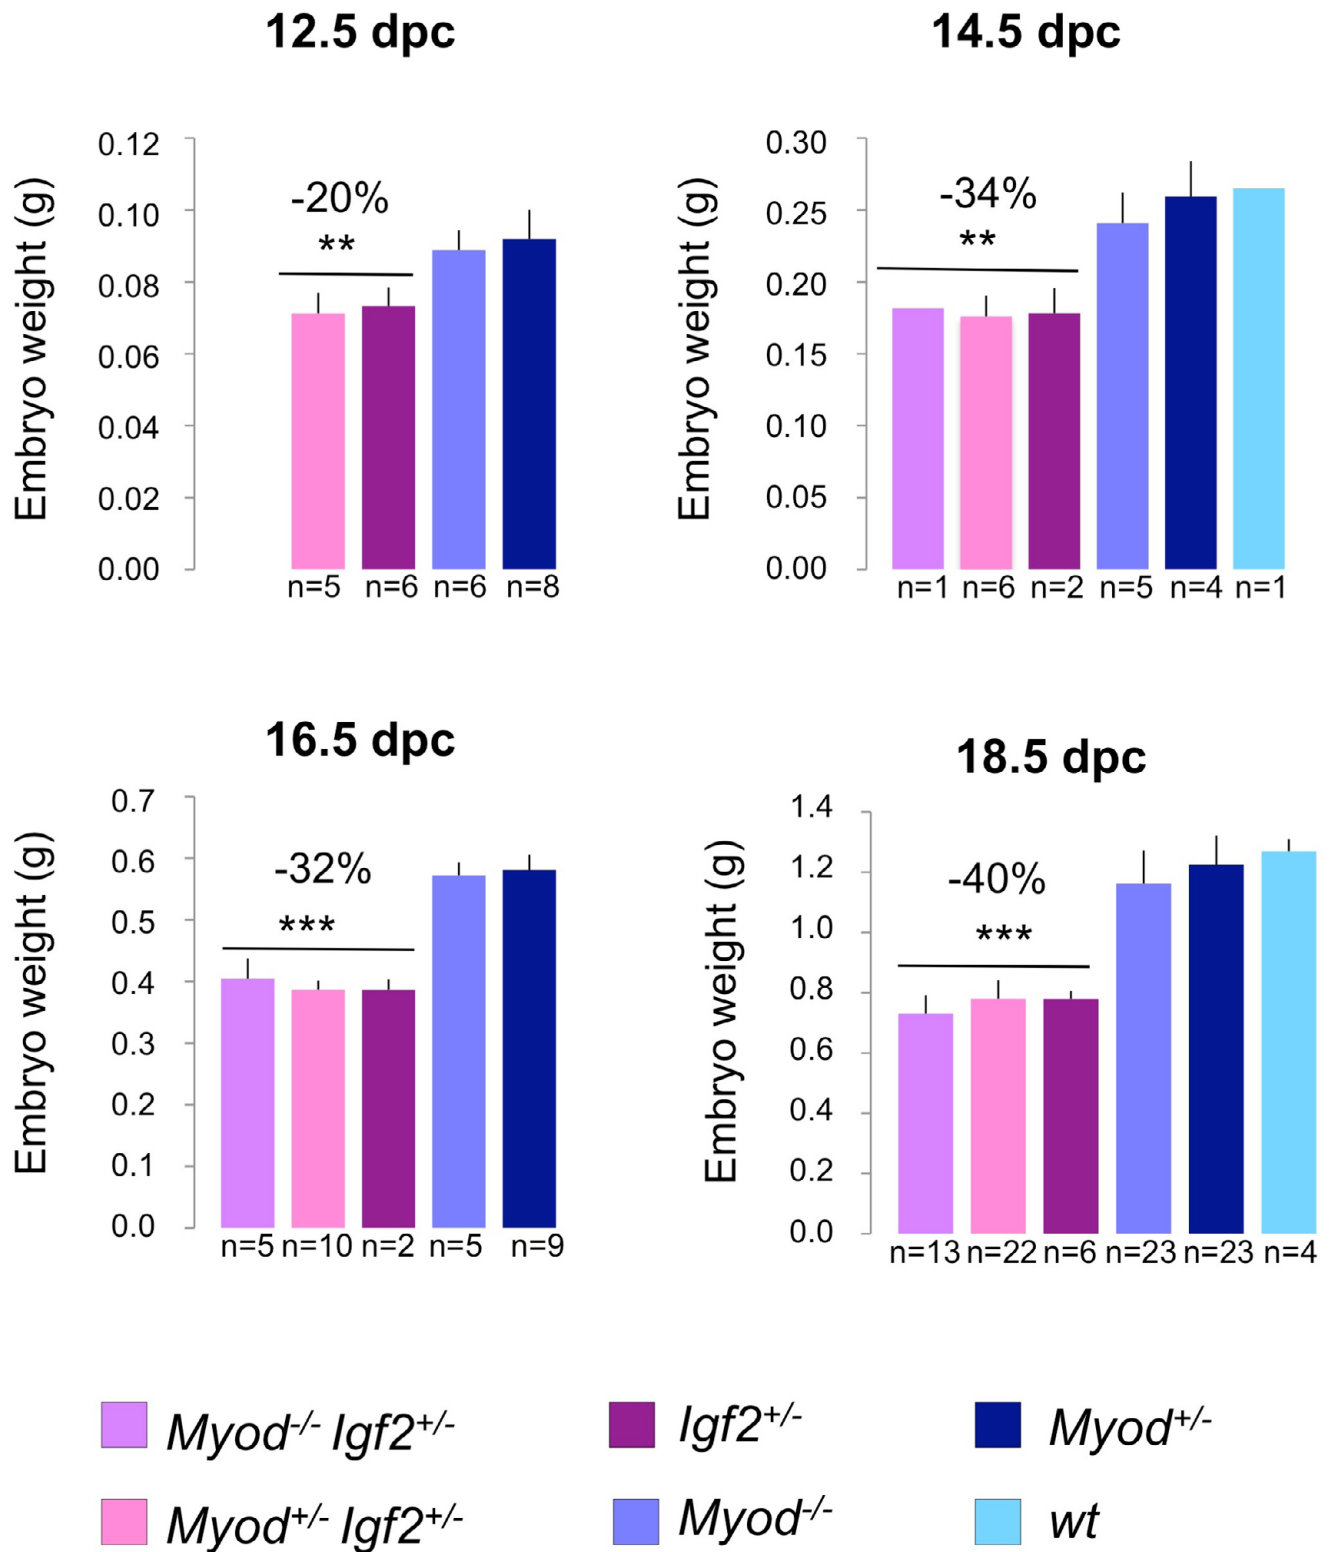 12.5 dpc
Embryo weight (g)
0.12
0.10
0.08
0.06
0.04
0.02
0.00
-20%
**
n=5 n=6 n=6 n=8
14.5 dpc
Embryo weight (g)
0.30
0.25
0.20
0.15
0.10
0.05
0.00
-34%
**
n=1 n=6 n=2 n=5 n=4 n=1
16.5 dpc
Embryo weight (g)
0.7
0.6
0.5
0.4
0.3
0.2
0.1
0.0
-32%
***
n=5 n=10 n=2 n=5 n=9
18.5 dpc
Embryo weight (g)
1.4
1.2
1.0
0.8
0.6
0.4
0.2
0.0
-40%
***
n=13 n=22 n=6 n=23 n=23 n=4
Myod-/- Igf2+/-
Igf2+/-
Myod+/-
Myod+/- Igf2+/-
Myod-/-
wt